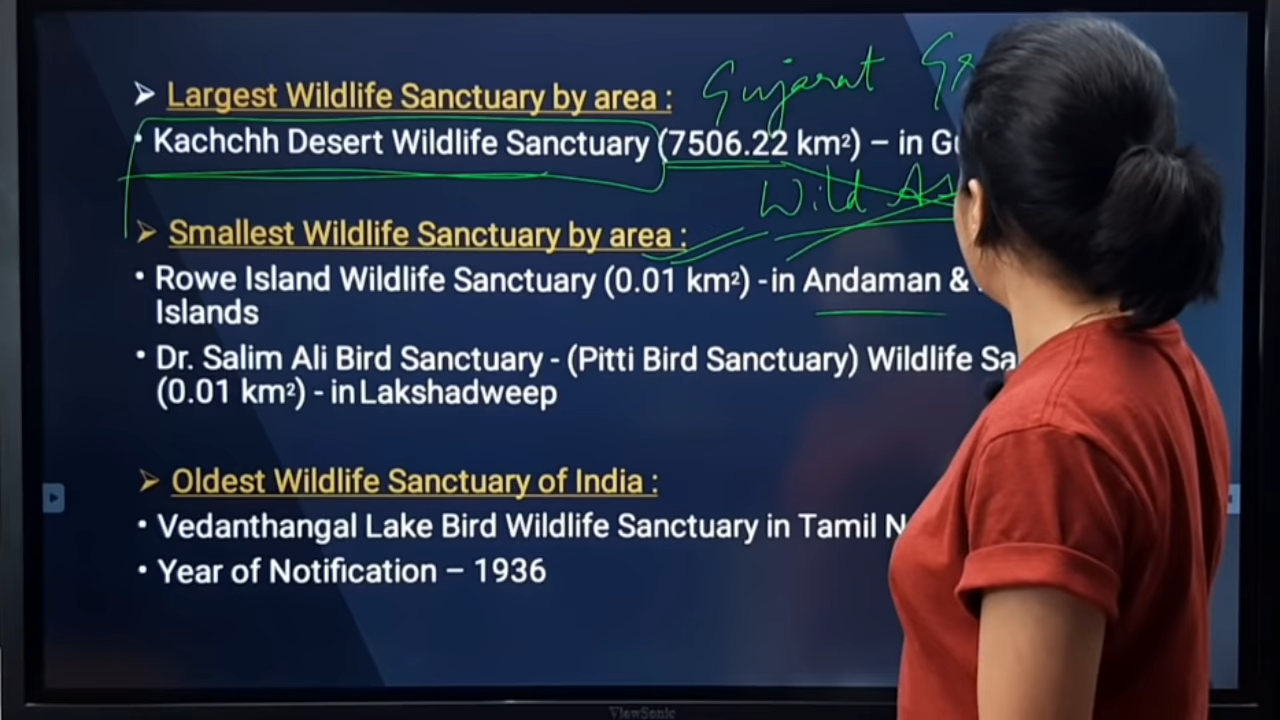 Gujarat
➤ Largest Wildlife Sanctuary by area :
• Kachchh Desert Wildlife Sanctuary (7506.22 km²) – in
Wild
➤ Smallest Wildlife Sanctuary by area :
• Rowe Island Wildlife Sanctuary (0.01 km²) - in Andaman &
Islands
• Dr. Salim Ali Bird Sanctuary - (Pitti Bird Sanctuary) Wildlife
(0.01 km²) - in Lakshadweep
➤ Oldest Wildlife Sanctuary of India :
• Vedanthangal Lake Bird Wildlife Sanctuary in Tamil
• Year of Notification – 1936
ViewSonic